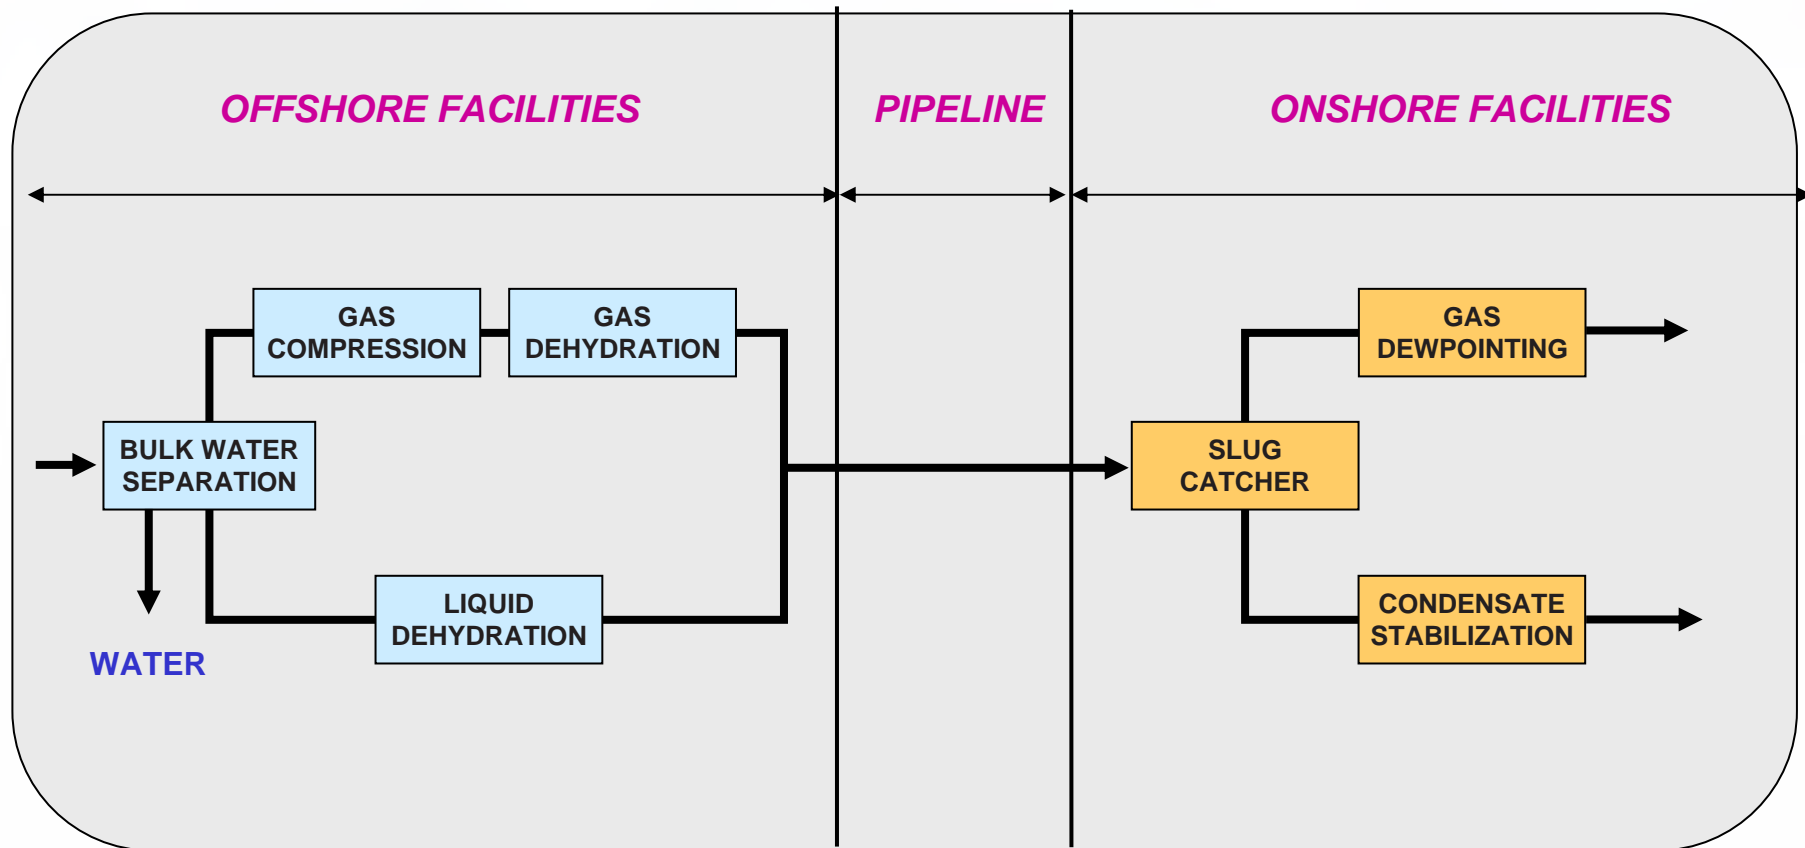 OFFSHORE FACILITIES
PIPELINE
ONSHORE FACILITIES
GAS
COMPRESSION
GAS
DEHYDRATION
GAS
DEWPOINTING
BULK WATER
SEPARATION
SLUG
CATCHER
LIQUID
DEHYDRATION
CONDENSATE
STABILIZATION
WATER